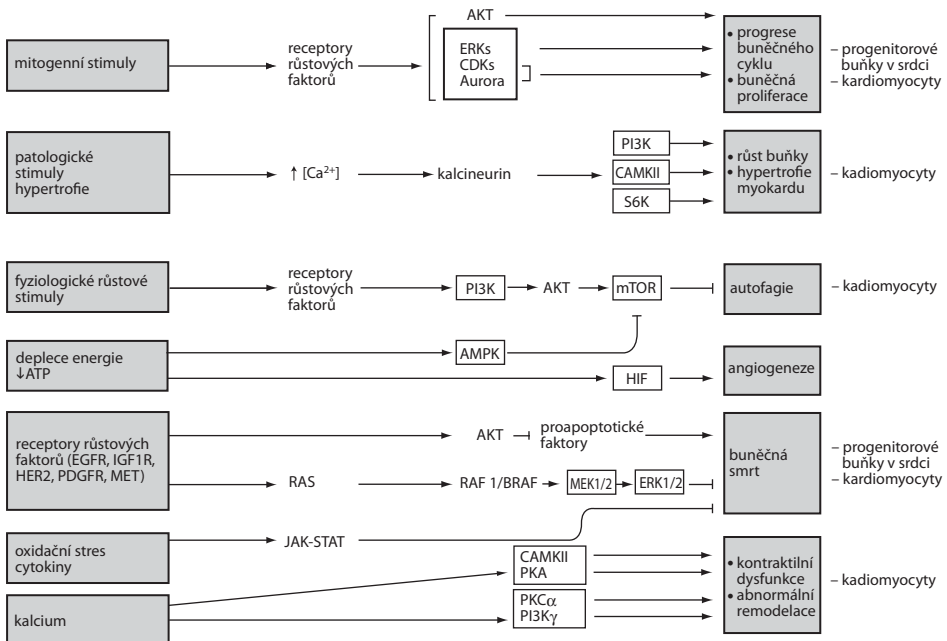 mitogenní stimuly
receptory
růstových
faktorů
AKT
ERKs
CDKs
Aurora
• progrese
buněčného
cyklu
• buněčná
proliferace
– progenitorové
buňky v srdci
– kardiomyocyty
patologické
stimuly
hypertrofie
↑ [Ca²⁺]
kalcineurin
PI3K
CAMKII
S6K
• růst buňky
• hypertrofie
myokardu
– kadiomyocyty
fyziologické růstové
stimuly
receptory
růstových
faktorů
PI3K
AKT
mTOR
autofagie
– kadiomyocyty
deplece energie
↓ATP
AMPK
HIF
angiogeneze
receptory růstových
faktorů (EGFR, IGF1R,
HER2, PDGFR, MET)
AKT
proapoptotické
faktory
RAS
RAF 1/BRAF
MEK1/2
ERK1/2
buněčná
smrt
– progenitorové
buňky v srdci
– kardiomyocyty
oxidační stres
cytokiny
JAK-STAT
kalcium
CAMKII
PKA
PKCα
PI3Kγ
• kontraktilní
dysfunkce
• abnormální
remodelace
– kadiomyocyty